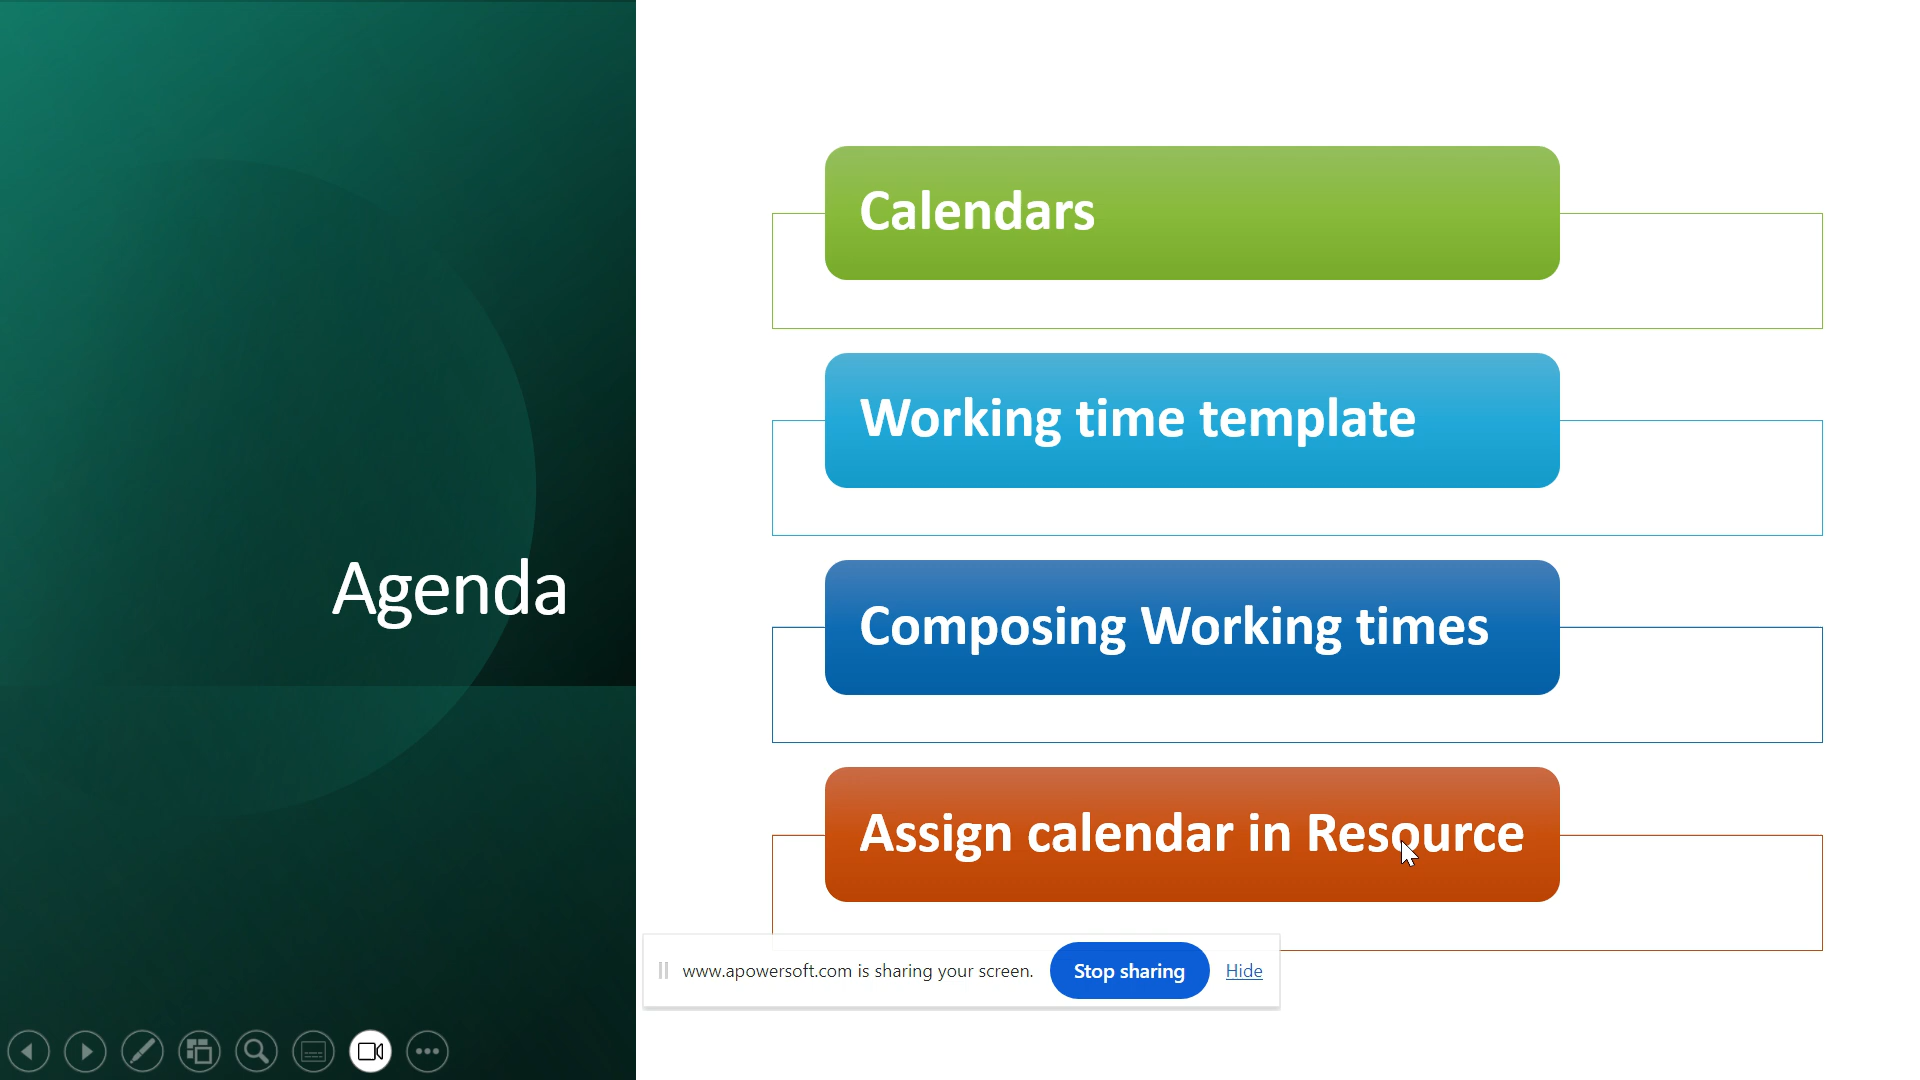 Agenda
Calendars
Working time template
Composing Working times
Assign calendar in Resource
www.apowersoft.com is sharing your screen.
Stop sharing
Hide